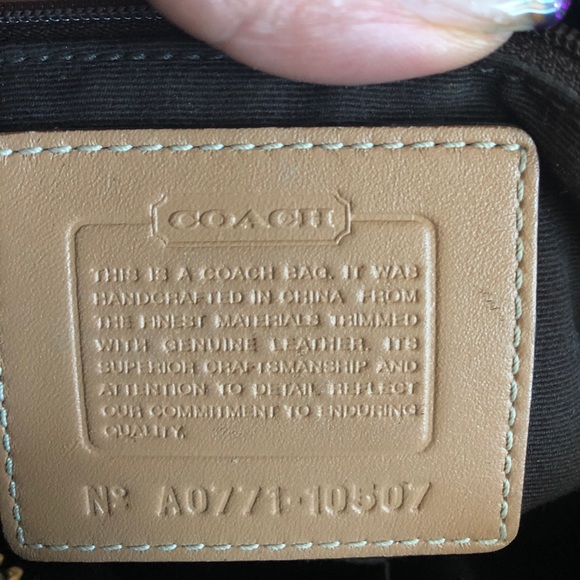 COACH
THIS IS A COACH BAG. IT WAS
HANDCRAFTED IN CHINA FROM
THE FINEST MATERIALS TRIMMED
WITH GENUINE LEATHER. ITS
SUPERIOR CRAFTSMANSHIP AND
ATTENTION TO DETAIL REFLECT
OUR COMMITMENT TO ENDURING
QUALITY.
Nº A0771-10507